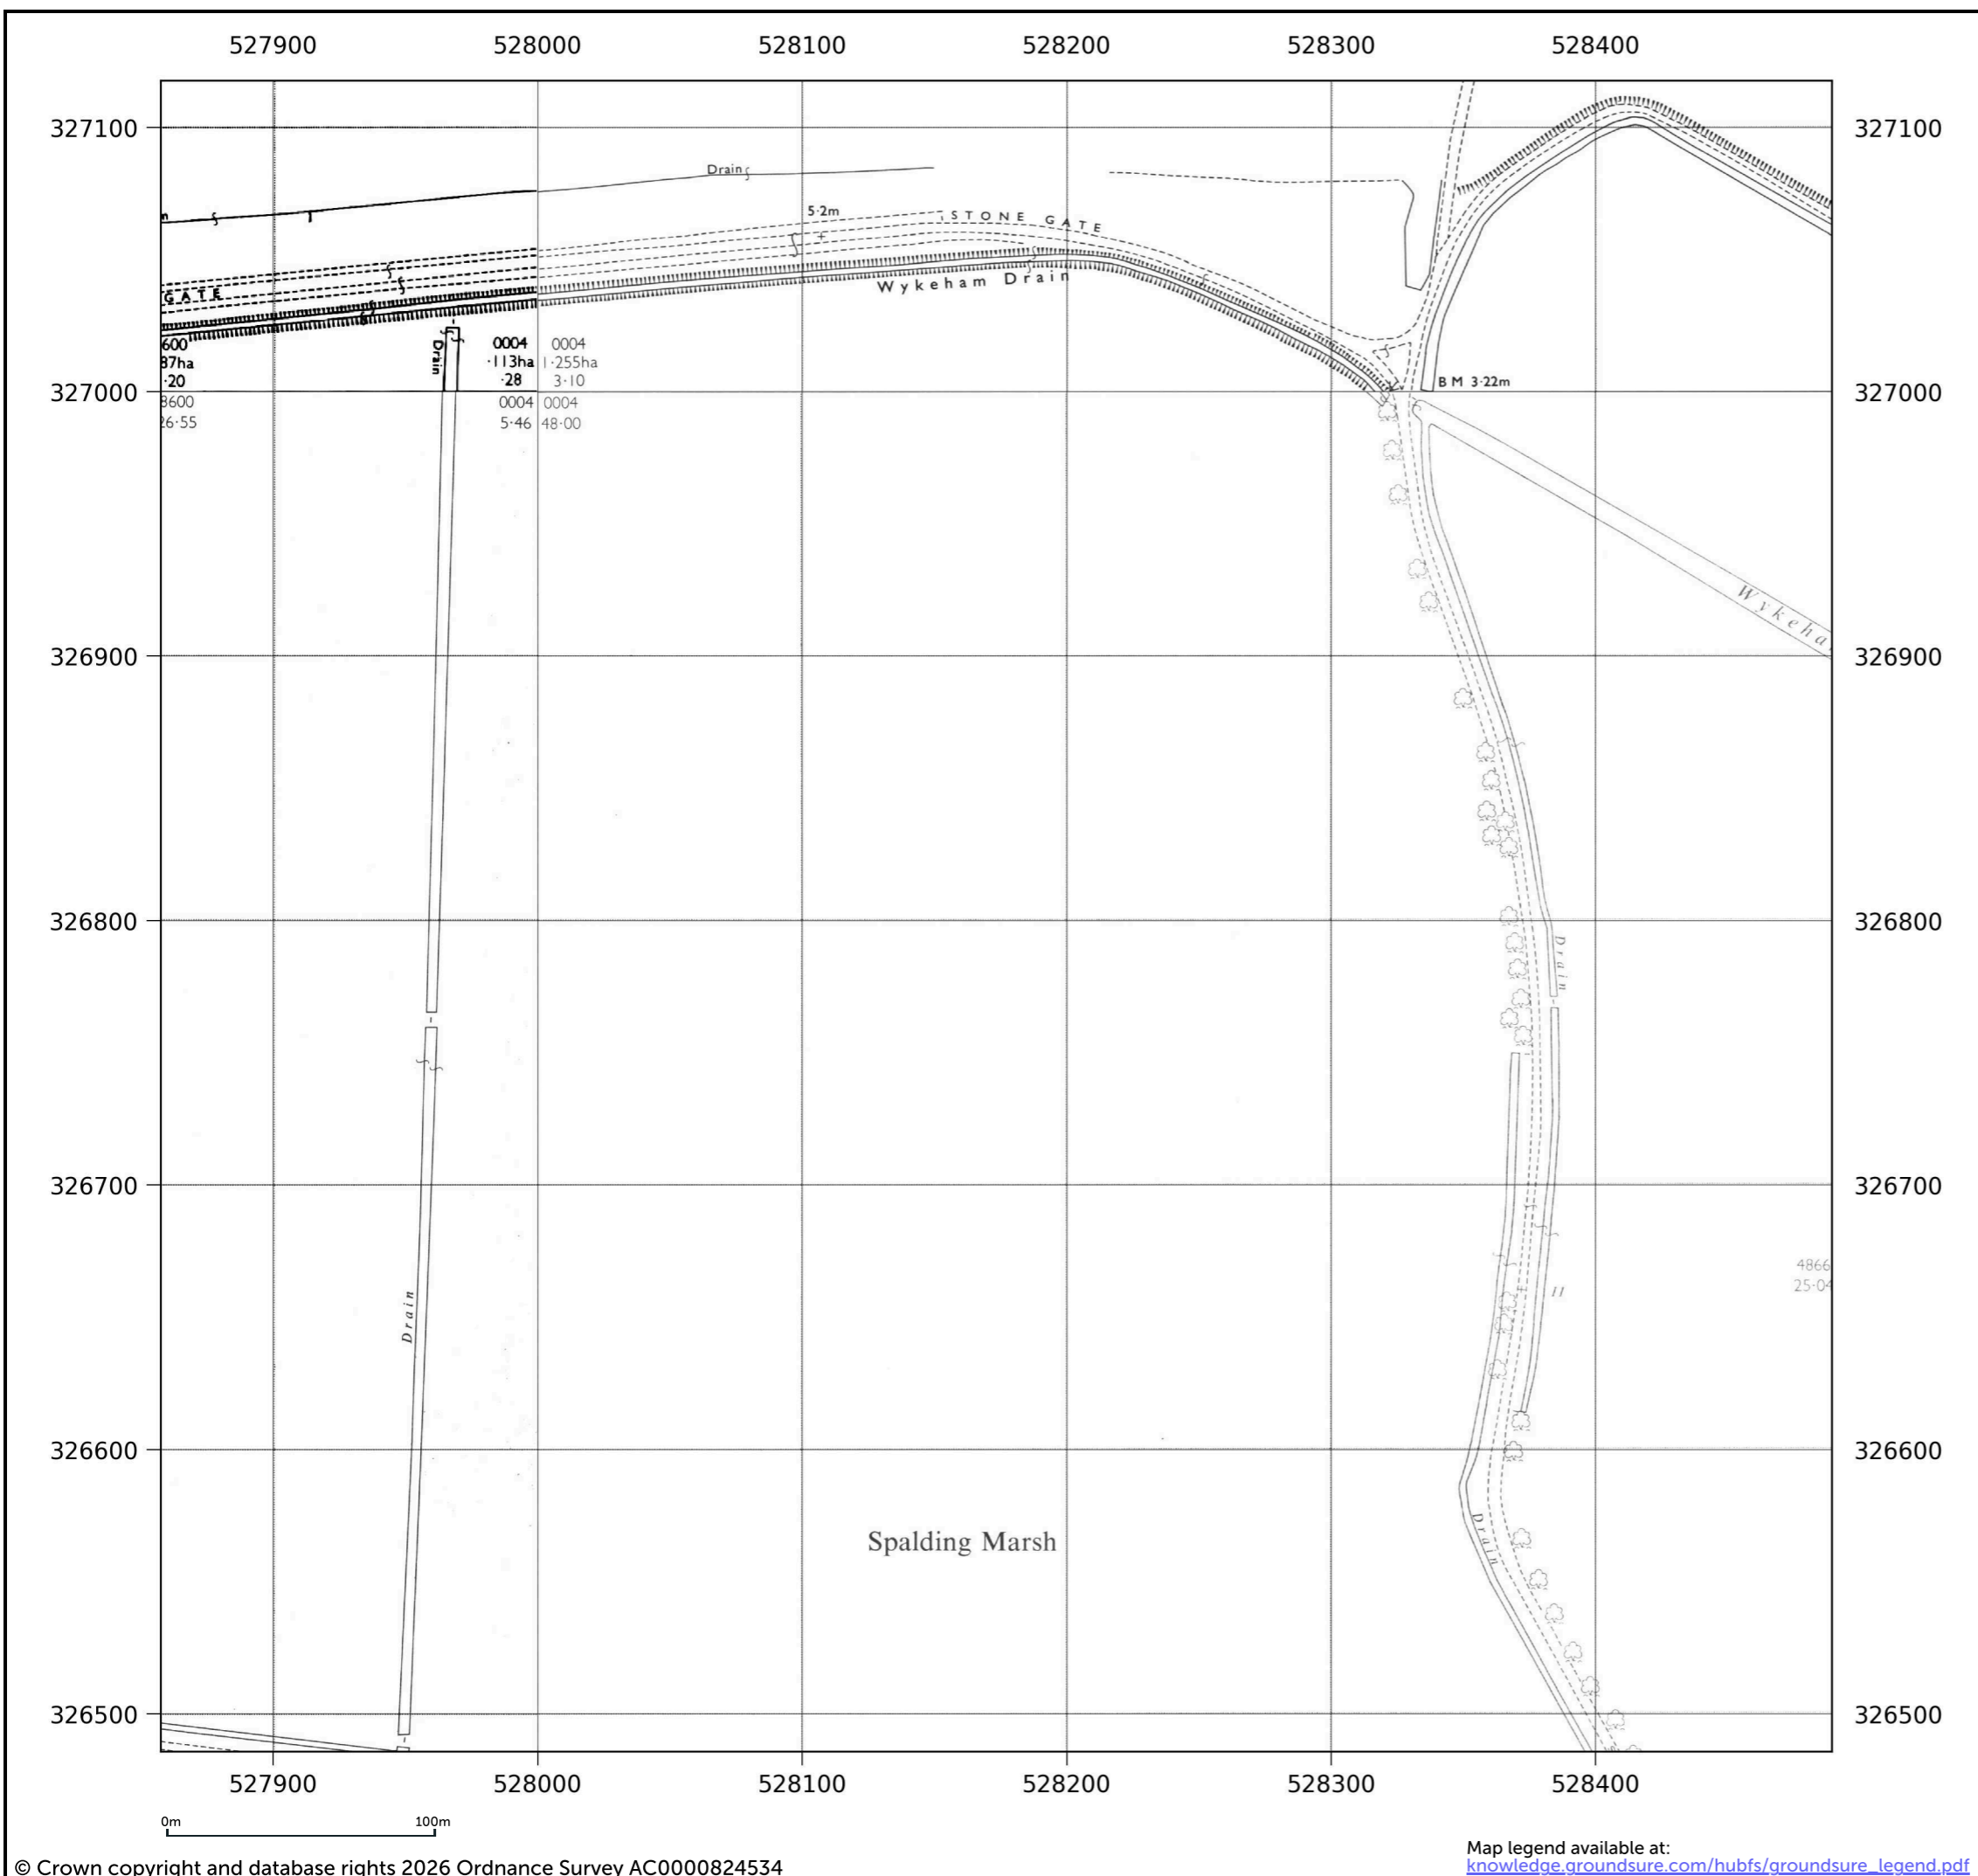 527900 528000 528100 528200 528300 528400
327100 327100
Drain
5·2m
STONE GATE
Wykeham Drain
GATE
600 0004 0004
87ha ·113ha 1·255ha
·20 ·28 3·10
Drain
BM 3·22m
327000 327000
8600 0004 0004
26·55 5·46 48·00
Wykeha
326900 326900
326800 326800
Drain
326700 326700
4866
25·04
Drain
326600 326600
Drain
Spalding Marsh
326500 326500
527900 528000 528100 528200 528300 528400
0m 100m
Map legend available at:
knowledge.groundsure.com/hubfs/groundsure_legend.pdf
© Crown copyright and database rights 2026 Ordnance Survey AC0000824534